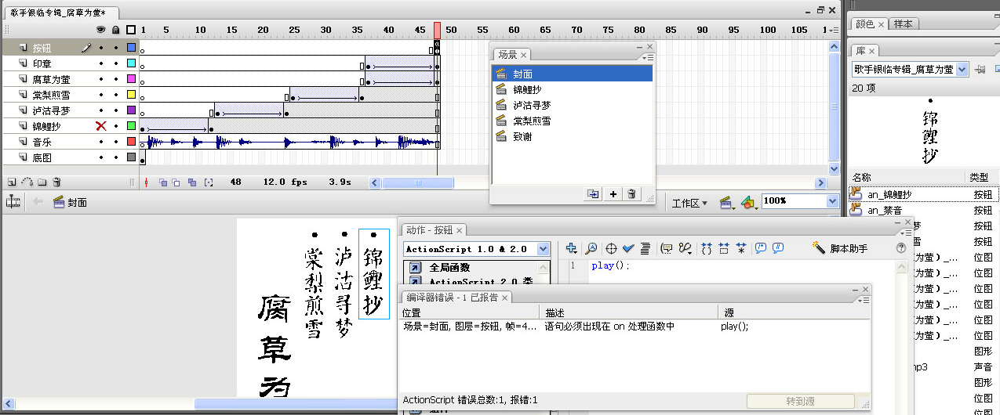 歌手银临专辑_腐草为萤*
1 5 10 15 20 25 30 35 40 45 50 55 60 65 70 75 80 85 90 95 100 105 1
按钮
印章
腐草为萤
棠梨煎雪
泸沽寻梦
锦鲤抄
音乐
底图
48 12.0 fps 3.9s
封面
工作区
100%
场景
封面
锦鲤抄
泸沽寻梦
棠梨煎雪
致谢
颜色 样本
库
歌手银临专辑_腐草为萤
20 项
锦鲤抄
名称 类型
an_锦鲤抄 按钮
an_禁音 按钮
梦 按钮
雪 按钮
为萤）_... 位图
为萤）_... 位图
为萤）_... 位图
为萤）_... 位图
为萤）_... 位图
为萤）_... 位图
图形
mp3 声音
图形
位图
位图
锦鲤抄
泸沽寻梦
棠梨煎雪
腐草为
动作 - 按钮
ActionScript 1.0 & 2.0
脚本助手
全局函数
ActionScript 2.0 类
1 play();
编译器错误 - 1 已报告
位置 描述 源
场景=封面, 图层=按钮, 帧=4... 语句必须出现在 on 处理函数中 play();
ActionScript 错误总数:1, 报错:1
转到源